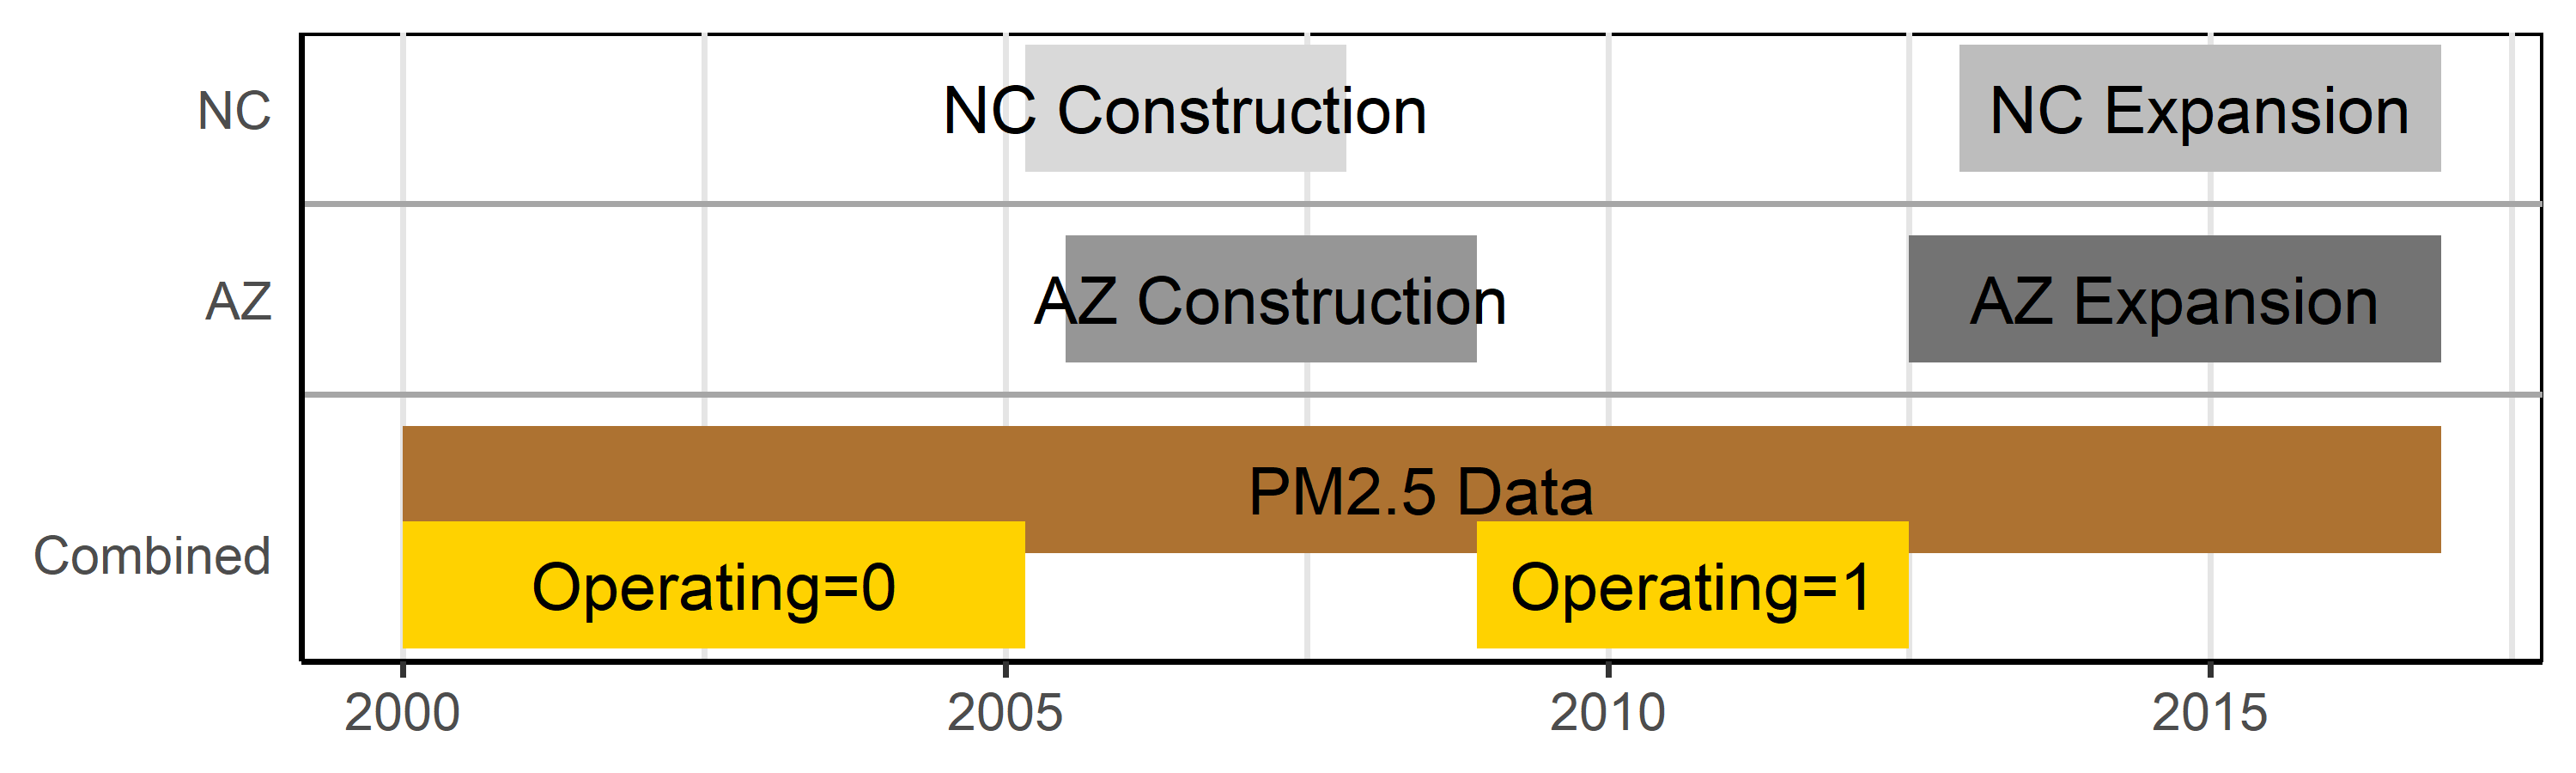 NC
NC Construction
NC Expansion
AZ
AZ Construction
AZ Expansion
PM2.5 Data
Combined
Operating=0
Operating=1
2000
2005
2010
2015